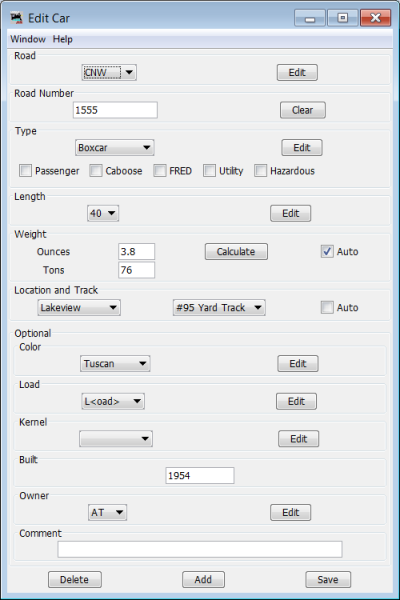 Edit Car
Window Help
Road
CNW Edit
Road Number
1555 Clear
Type
Boxcar Edit
Passenger Caboose FRED Utility Hazardous
Length
40 Edit
Weight
Ounces 3.8 Calculate Auto
Tons 76
Location and Track
Lakeview #95 Yard Track Auto
Optional
Color
Tuscan Edit
Load
L<oad> Edit
Kernel
Edit
Built
1954
Owner
AT Edit
Comment
Delete Add Save